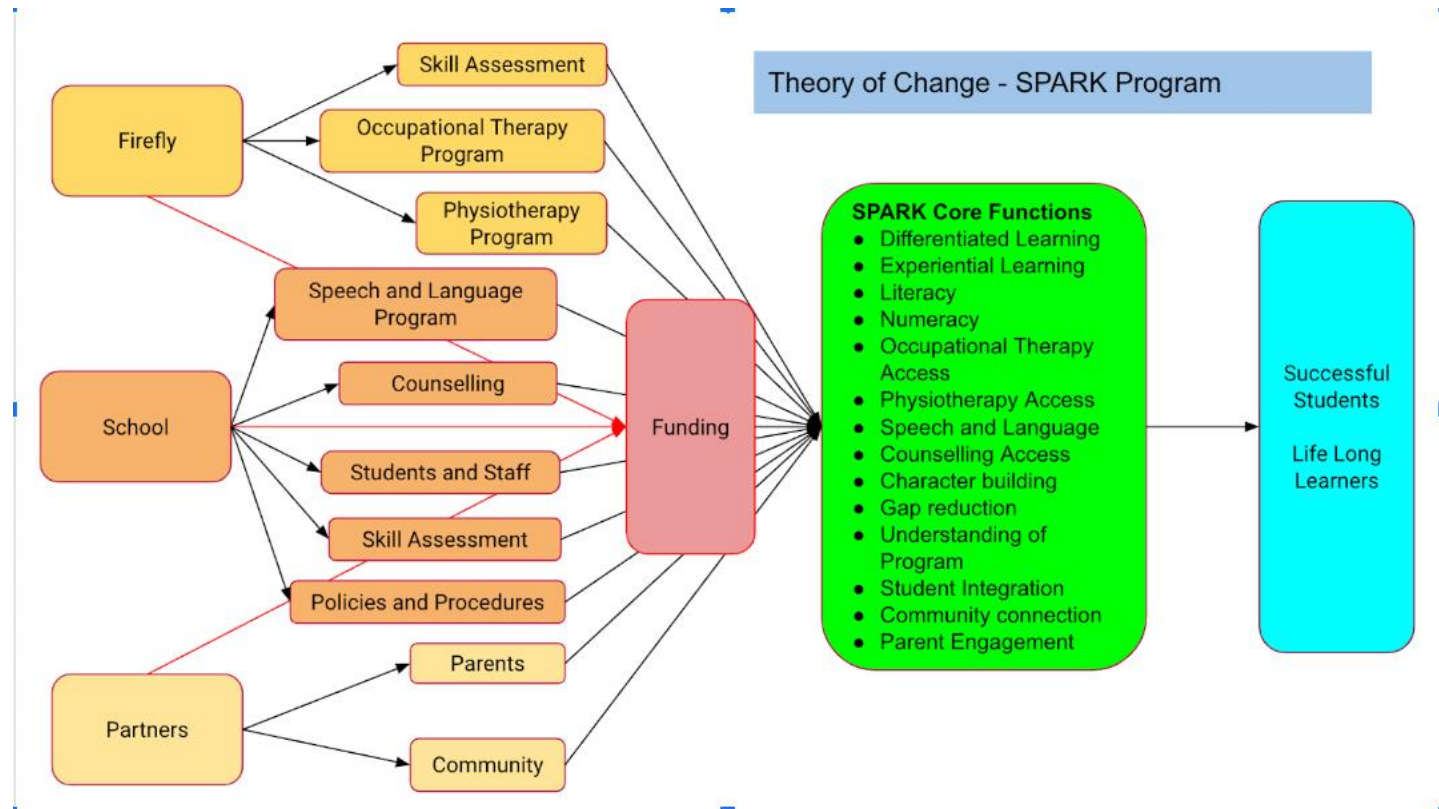 Theory of Change - SPARK Program
Firefly
Skill Assessment
Occupational Therapy
Program
Physiotherapy
Program
School
Speech and Language
Program
Counselling
Students and Staff
Skill Assessment
Policies and Procedures
Partners
Parents
Community
Funding
SPARK Core Functions
● Differentiated Learning
● Experiential Learning
● Literacy
● Numeracy
● Occupational Therapy
Access
● Physiotherapy Access
● Speech and Language
● Counselling Access
● Character building
● Gap reduction
● Understanding of
Program
● Student Integration
● Community connection
● Parent Engagement
Successful
Students
Life Long
Learners